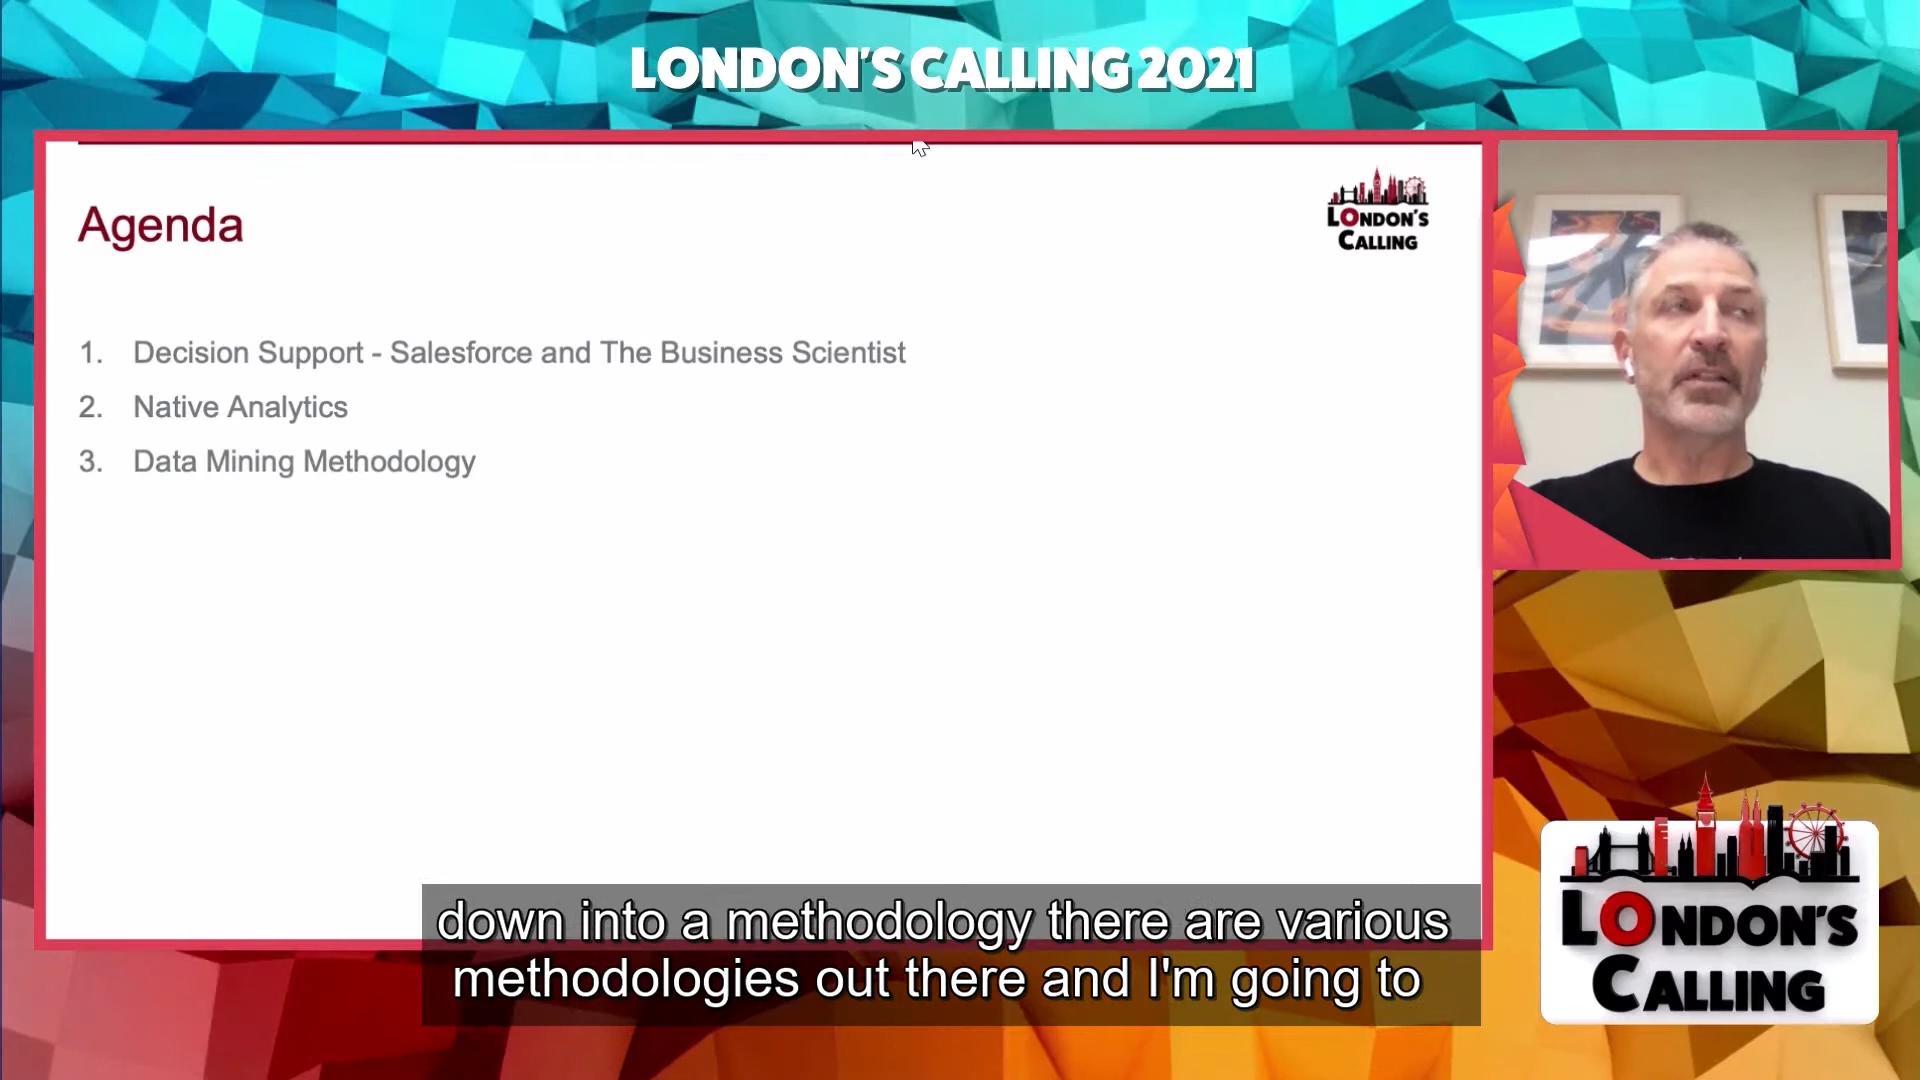 LONDON'S CALLING 2021
Agenda
LONDON'S
CALLING
1. Decision Support - Salesforce and The Business Scientist
2. Native Analytics
3. Data Mining Methodology
down into a methodology there are various
methodologies out there and I'm going to
LONDON'S
CALLING